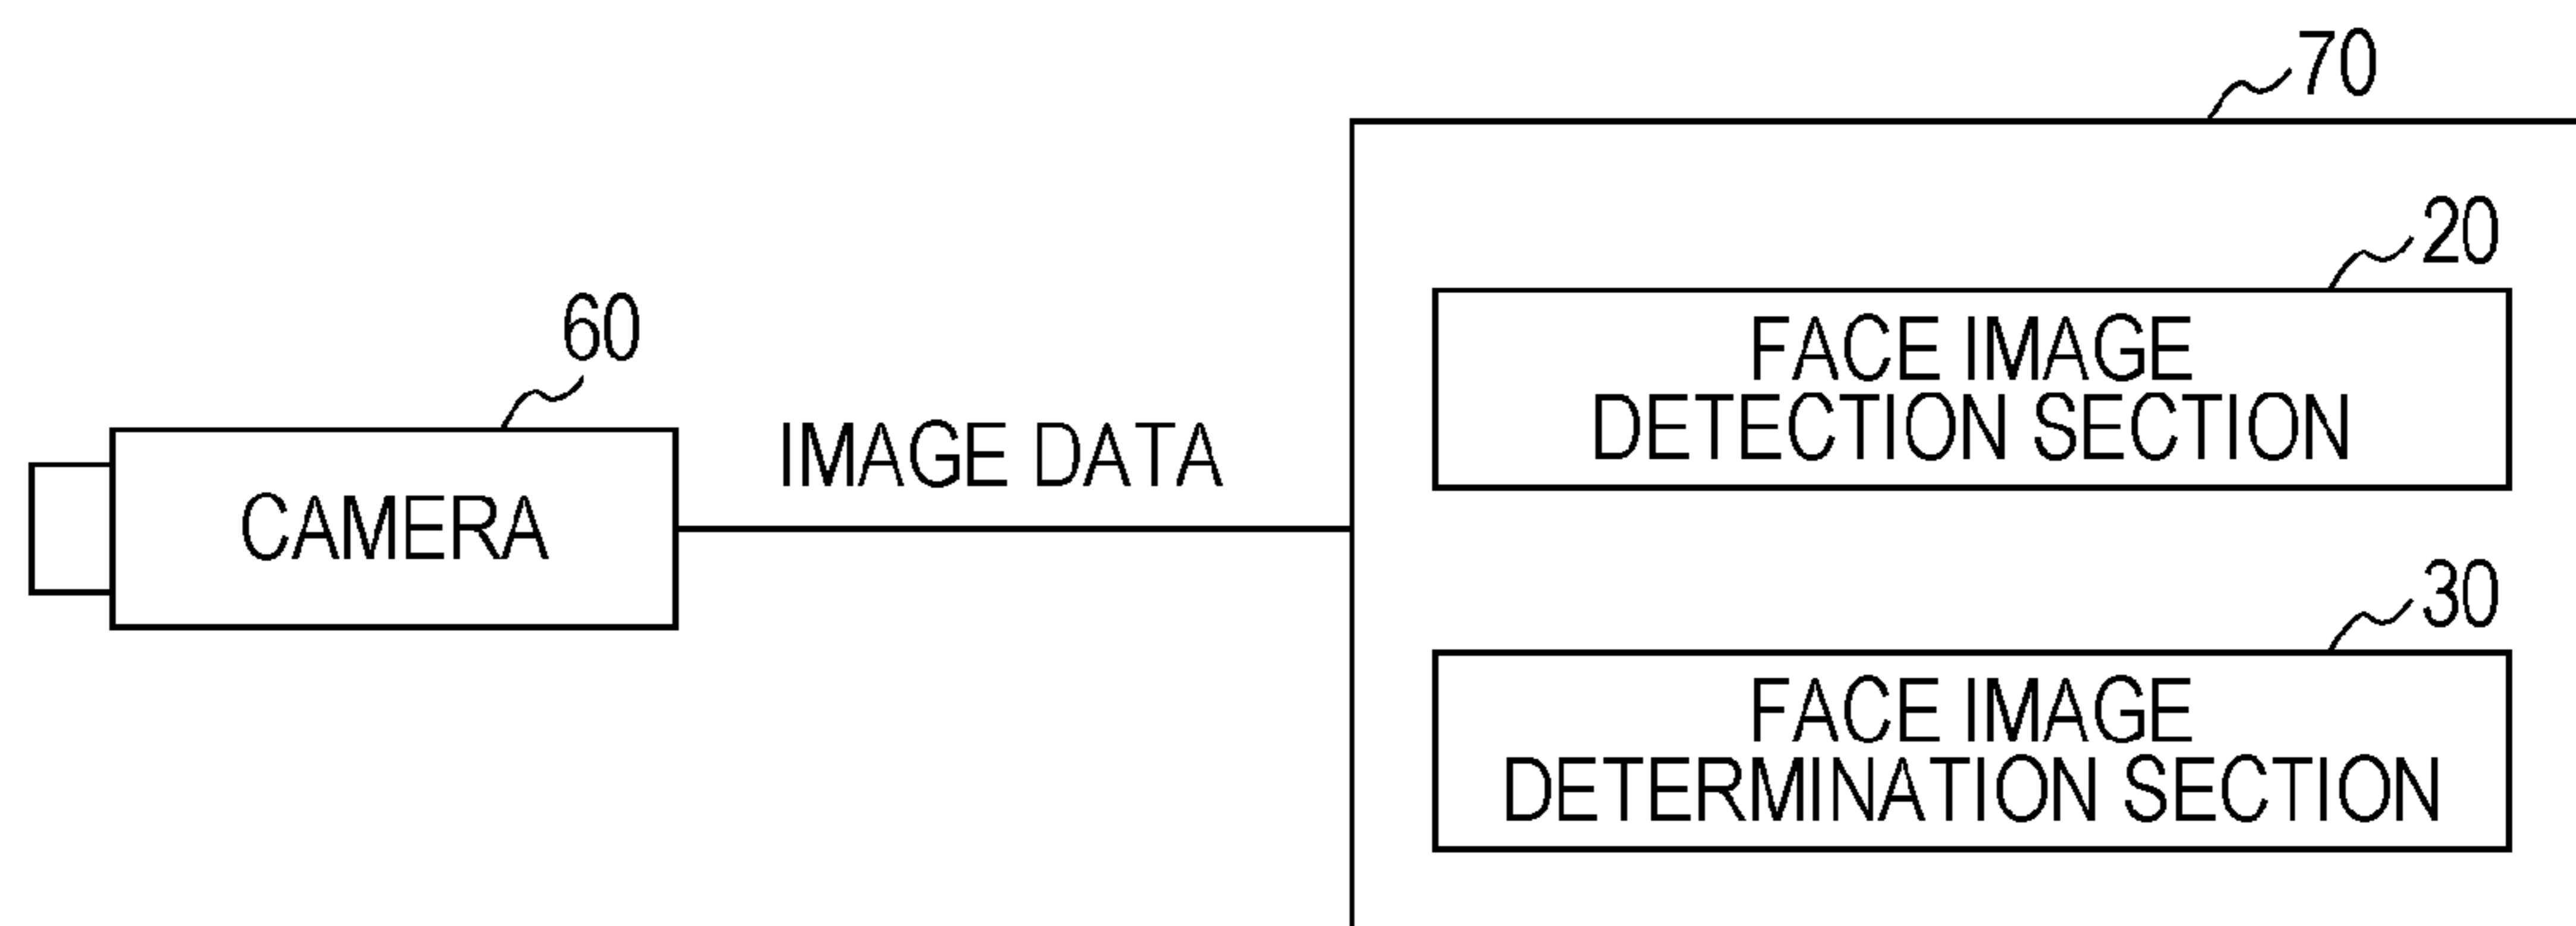 70
20
FACE IMAGE
DETECTION SECTION
60
IMAGE DATA
CAMERA
30
FACE IMAGE
DETERMINATION SECTION